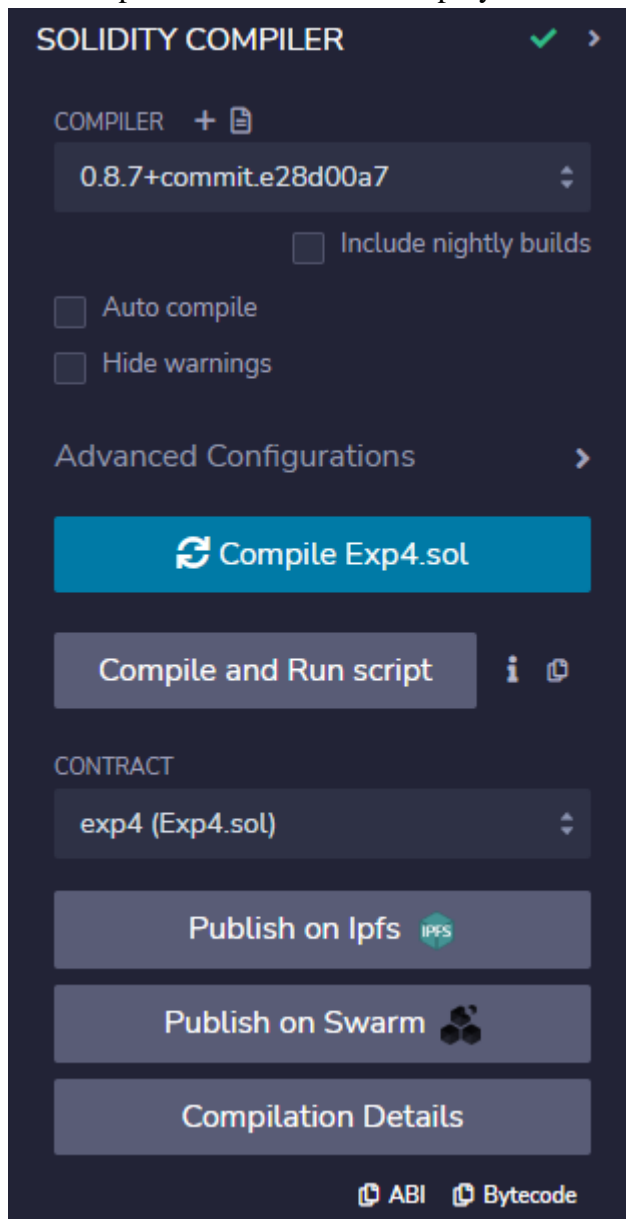 SOLIDITY COMPILER
COMPILER
0.8.7+commit.e28d00a7
Include nightly builds
Auto compile
Hide warnings
Advanced Configurations
Compile Exp4.sol
Compile and Run script
CONTRACT
exp4 (Exp4.sol)
Publish on Ipfs IPFS
Publish on Swarm
Compilation Details
ABI Bytecode